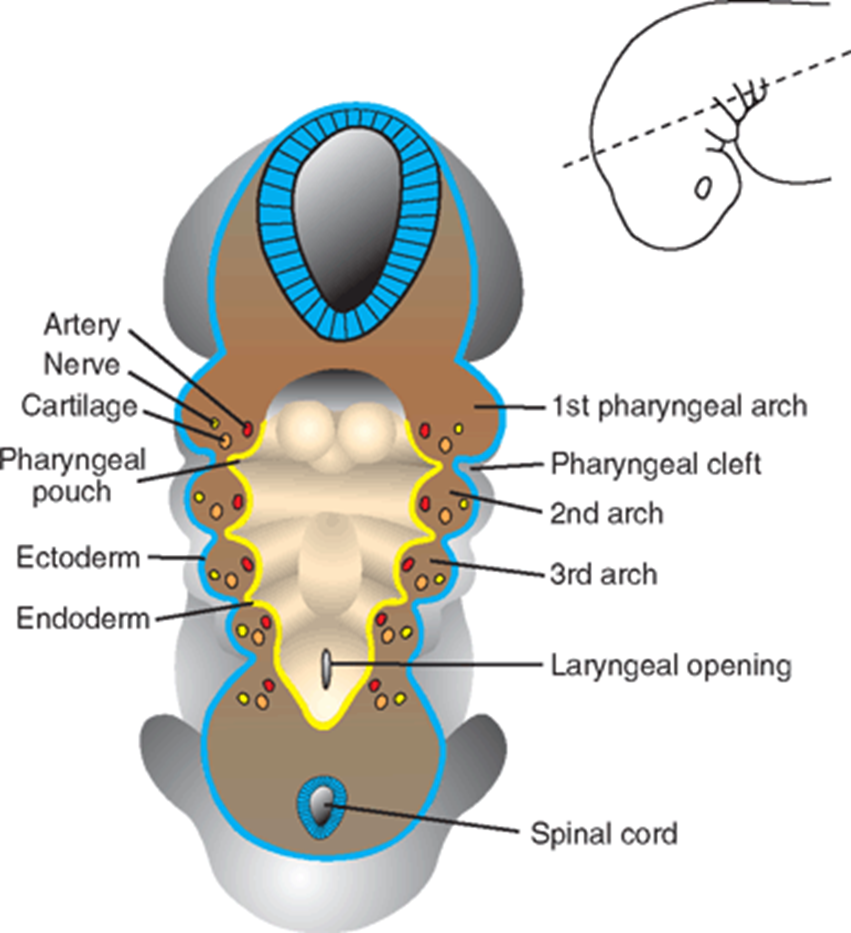 Artery
Nerve
Cartilage
Pharyngeal
pouch
Ectoderm
Endoderm
1st pharyngeal arch
Pharyngeal cleft
2nd arch
3rd arch
Laryngeal opening
Spinal cord